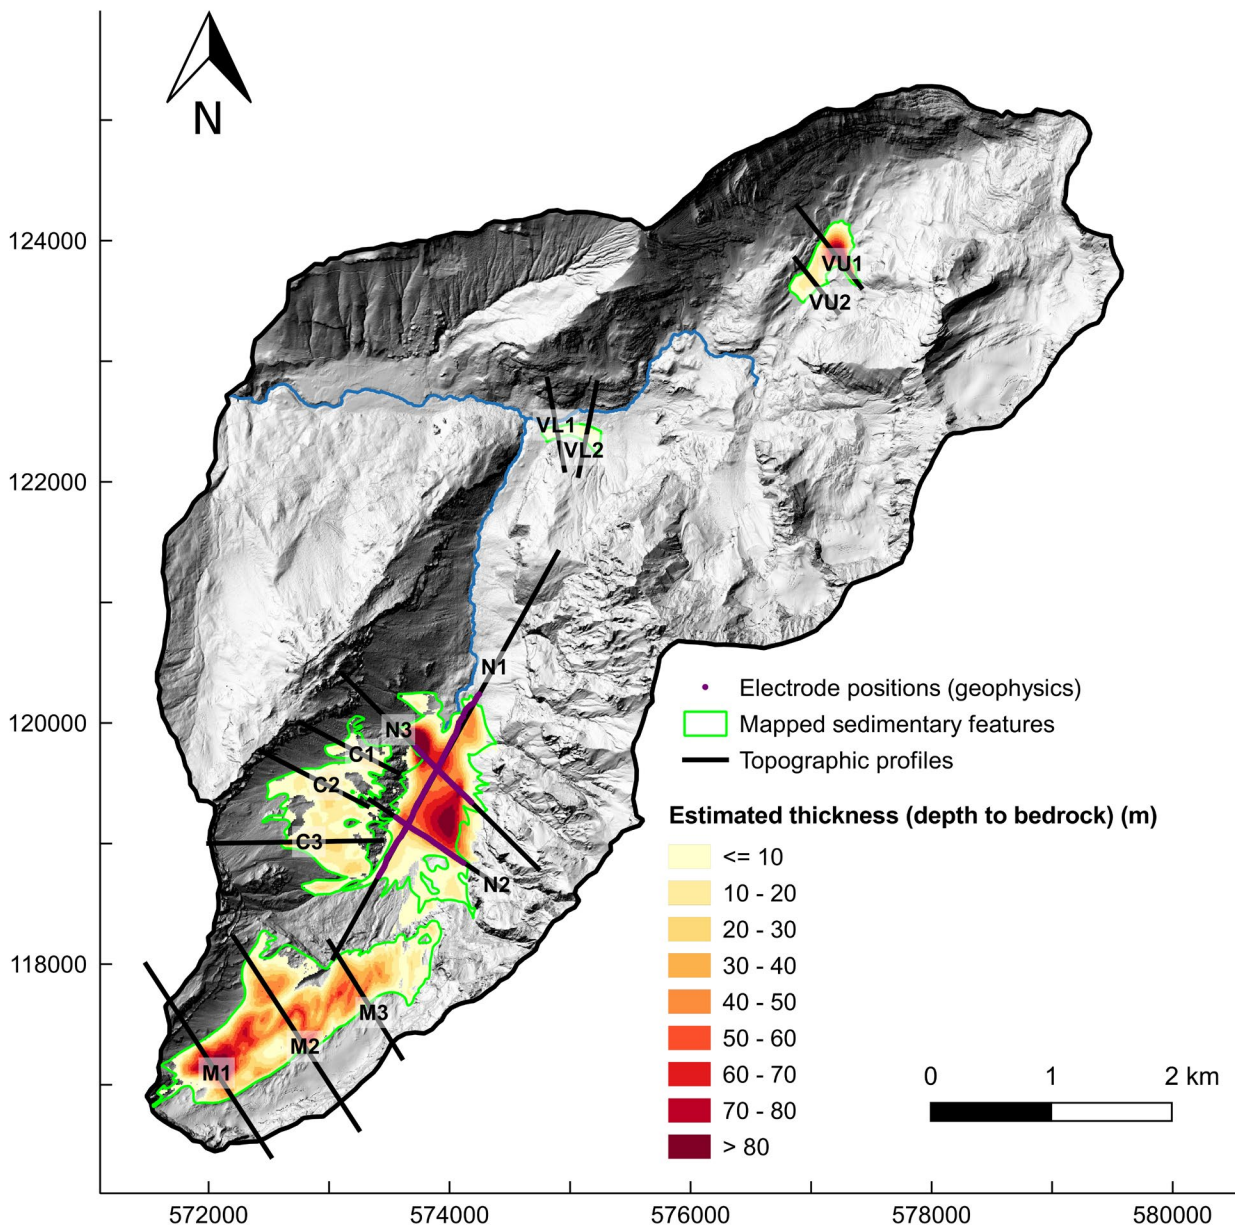 N
124000
122000
120000
118000
VU1
VU2
VL1
VL2
N1
N3
C1
C2
C3
N2
M3
M2
M1
Electrode positions (geophysics)
Mapped sedimentary features
Topographic profiles
Estimated thickness (depth to bedrock) (m)
<= 10
10 - 20
20 - 30
30 - 40
40 - 50
50 - 60
60 - 70
70 - 80
> 80
0 1 2 km
572000 574000 576000 578000 580000